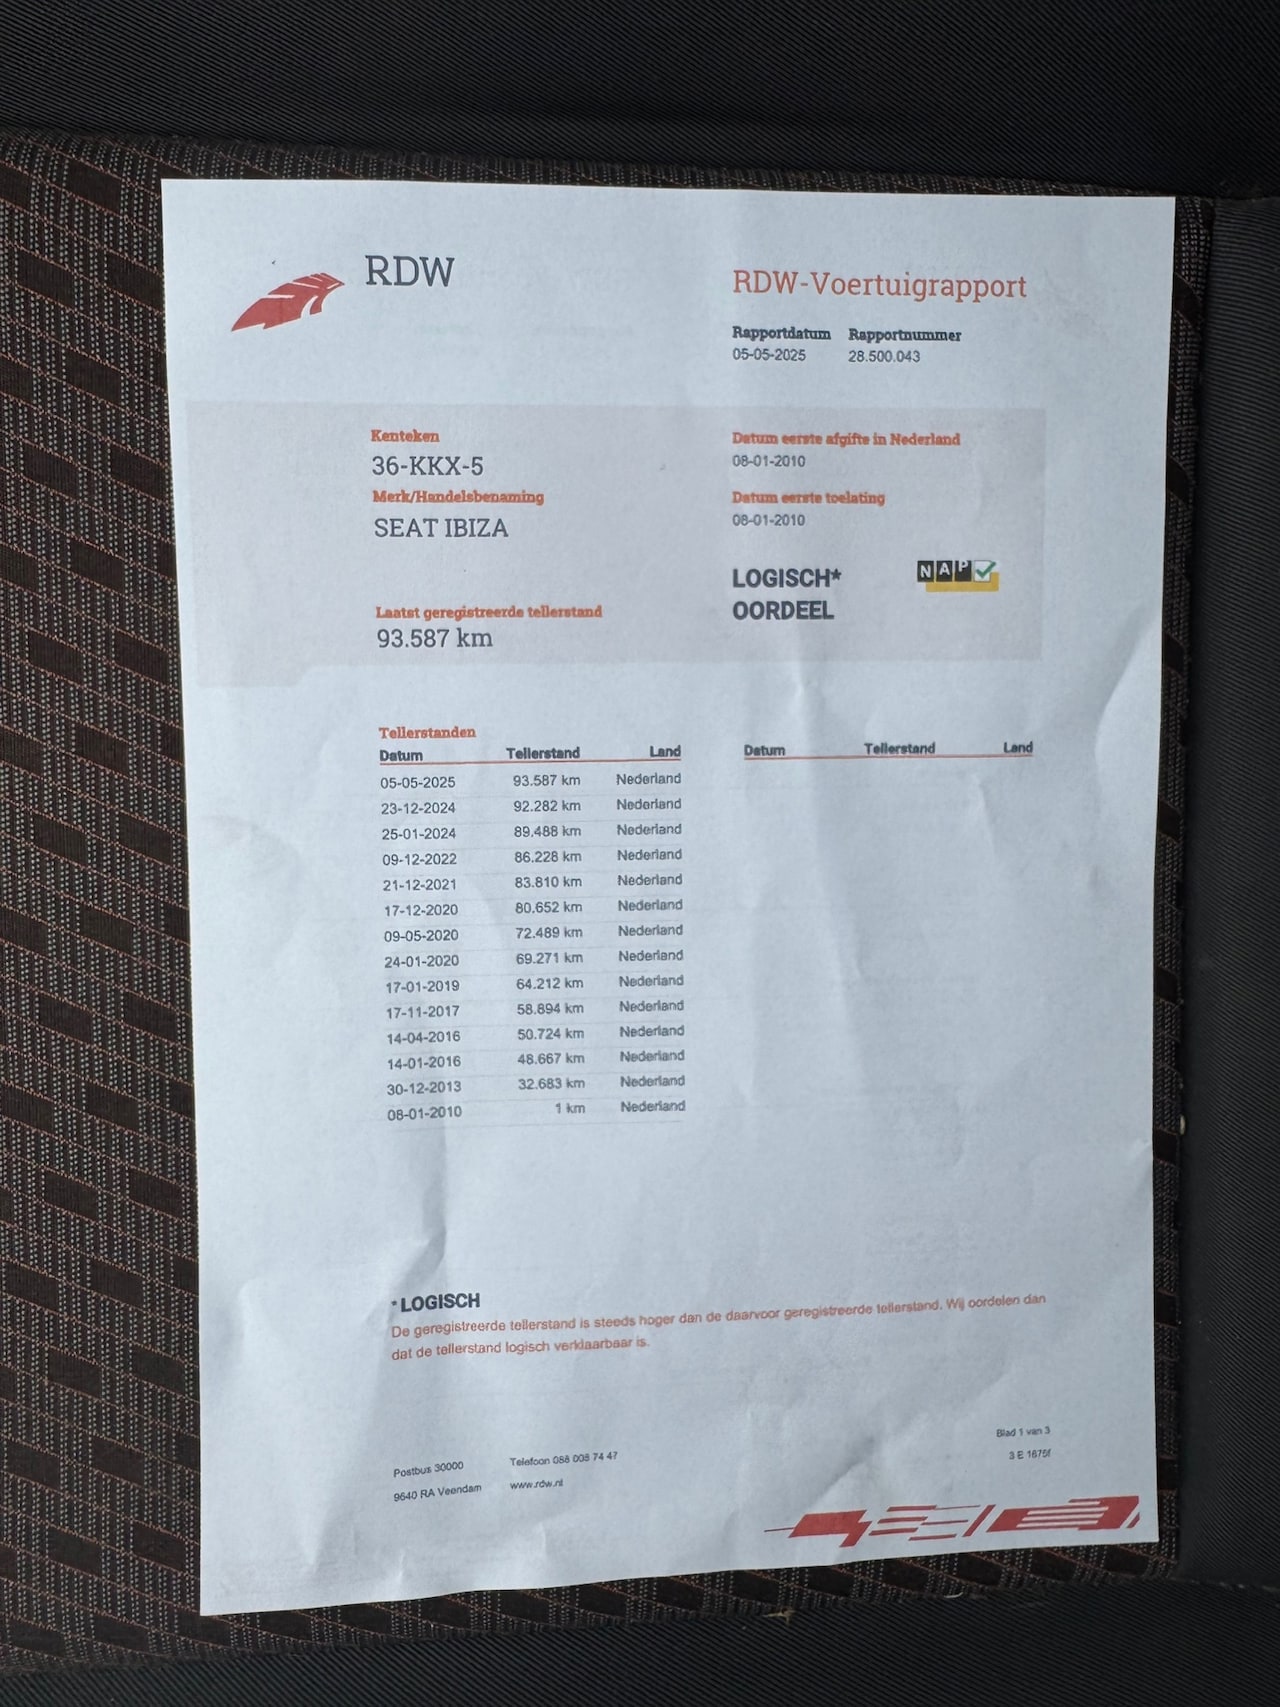 RDW
RDW-Voertuigrapport
Rapportdatum Rapportnummer
05-05-2025 28.500.043
Kenteken
36-KKX-5
Merk/Handelsbenaming
SEAT IBIZA
Laatst geregistreerde tellerstand
93.587 km
Datum eerste afgifte in Nederland
08-01-2010
Datum eerste toelating
08-01-2010
LOGISCH*
OORDEEL
NAP
Tellerstanden
Datum Tellerstand Land
05-05-2025 93.587 km Nederland
23-12-2024 92.282 km Nederland
25-01-2024 89.488 km Nederland
09-12-2022 86.228 km Nederland
21-12-2021 83.810 km Nederland
17-12-2020 80.652 km Nederland
09-05-2020 72.489 km Nederland
24-01-2020 69.271 km Nederland
17-01-2019 64.212 km Nederland
17-11-2017 58.894 km Nederland
14-04-2016 50.724 km Nederland
14-01-2016 48.667 km Nederland
30-12-2013 32.683 km Nederland
08-01-2010 1 km Nederland
Datum Tellerstand Land
*LOGISCH
De geregistreerde tellerstand is steeds hoger dan de daarvoor geregistreerde tellerstand. Wij oordelen dan
dat de tellerstand logisch verklaarbaar is.
Postbus 30000 Telefoon 088 008 74 47
9640 RA Veendam www.rdw.nl
Blad 1 van 3
3 E 1675f